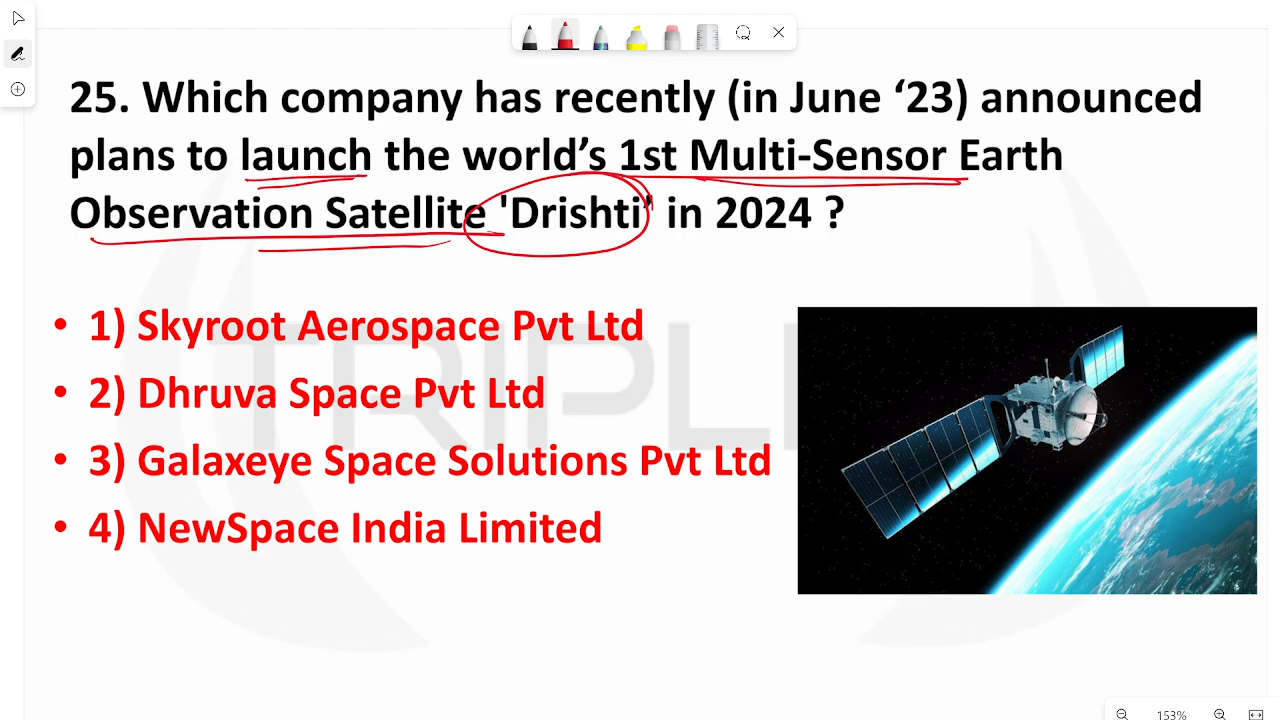 25. Which company has recently (in June ‘23) announced
plans to launch the world’s 1st Multi-Sensor Earth
Observation Satellite 'Drishti' in 2024 ?
• 1) Skyroot Aerospace Pvt Ltd
• 2) Dhruva Space Pvt Ltd
• 3) Galaxeye Space Solutions Pvt Ltd
• 4) NewSpace India Limited
153%